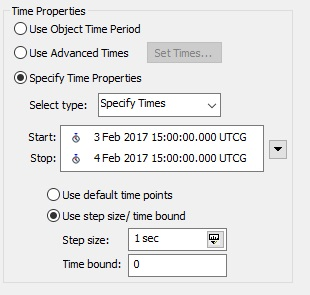 Time Properties
Use Object Time Period
Use Advanced Times Set Times...
Specify Time Properties
Select type: Specify Times
Start: 3 Feb 2017 15:00:00.000 UTCG
Stop: 4 Feb 2017 15:00:00.000 UTCG
Use default time points
Use step size/ time bound
Step size: 1 sec
Time bound: 0